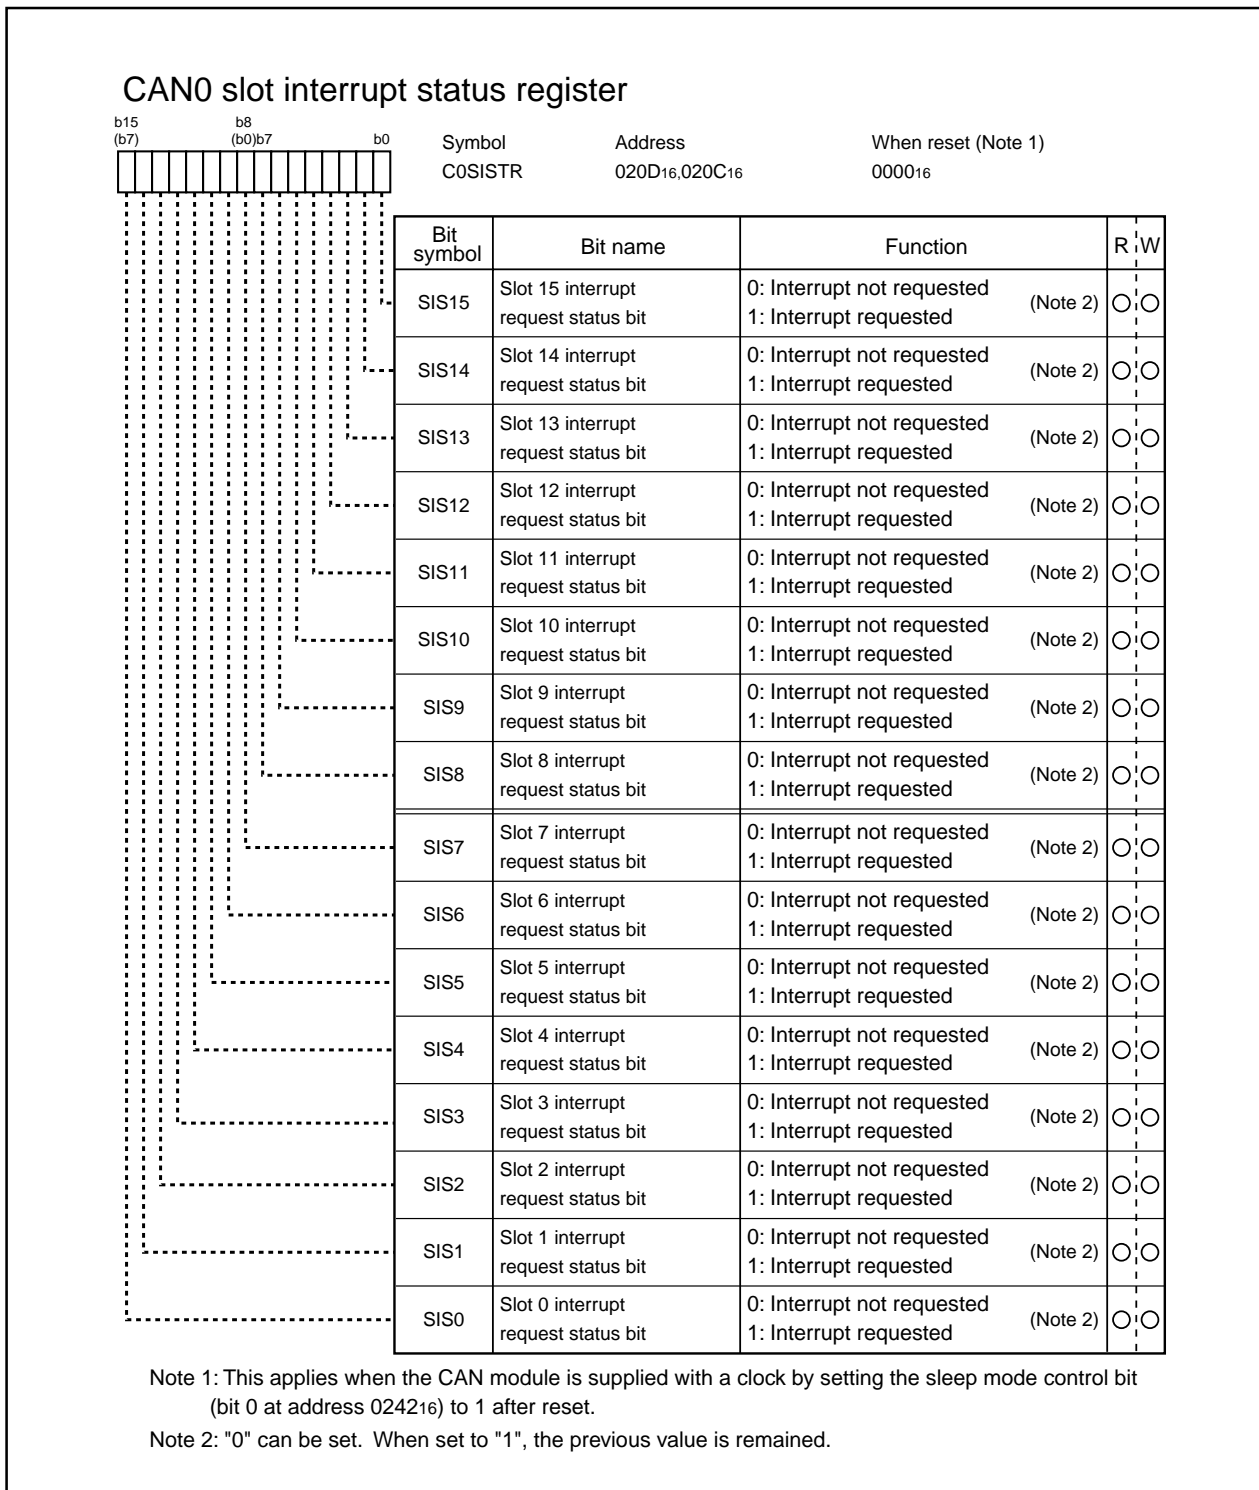 CAN0 slot interrupt status register
b15 b8
(b7) (b0)b7 b0
Symbol Address When reset (Note 1)
C0SISTR 020D16,020C16 000016
Bit symbol Bit name Function R W
SIS15 Slot 15 interrupt request status bit 0: Interrupt not requested 1: Interrupt requested (Note 2)
SIS14 Slot 14 interrupt request status bit 0: Interrupt not requested 1: Interrupt requested (Note 2)
SIS13 Slot 13 interrupt request status bit 0: Interrupt not requested 1: Interrupt requested (Note 2)
SIS12 Slot 12 interrupt request status bit 0: Interrupt not requested 1: Interrupt requested (Note 2)
SIS11 Slot 11 interrupt request status bit 0: Interrupt not requested 1: Interrupt requested (Note 2)
SIS10 Slot 10 interrupt request status bit 0: Interrupt not requested 1: Interrupt requested (Note 2)
SIS9 Slot 9 interrupt request status bit 0: Interrupt not requested 1: Interrupt requested (Note 2)
SIS8 Slot 8 interrupt request status bit 0: Interrupt not requested 1: Interrupt requested (Note 2)
SIS7 Slot 7 interrupt request status bit 0: Interrupt not requested 1: Interrupt requested (Note 2)
SIS6 Slot 6 interrupt request status bit 0: Interrupt not requested 1: Interrupt requested (Note 2)
SIS5 Slot 5 interrupt request status bit 0: Interrupt not requested 1: Interrupt requested (Note 2)
SIS4 Slot 4 interrupt request status bit 0: Interrupt not requested 1: Interrupt requested (Note 2)
SIS3 Slot 3 interrupt request status bit 0: Interrupt not requested 1: Interrupt requested (Note 2)
SIS2 Slot 2 interrupt request status bit 0: Interrupt not requested 1: Interrupt requested (Note 2)
SIS1 Slot 1 interrupt request status bit 0: Interrupt not requested 1: Interrupt requested (Note 2)
SIS0 Slot 0 interrupt request status bit 0: Interrupt not requested 1: Interrupt requested (Note 2)
Note 1: This applies when the CAN module is supplied with a clock by setting the sleep mode control bit
(bit 0 at address 024216) to 1 after reset.
Note 2: "0" can be set. When set to "1", the previous value is remained.